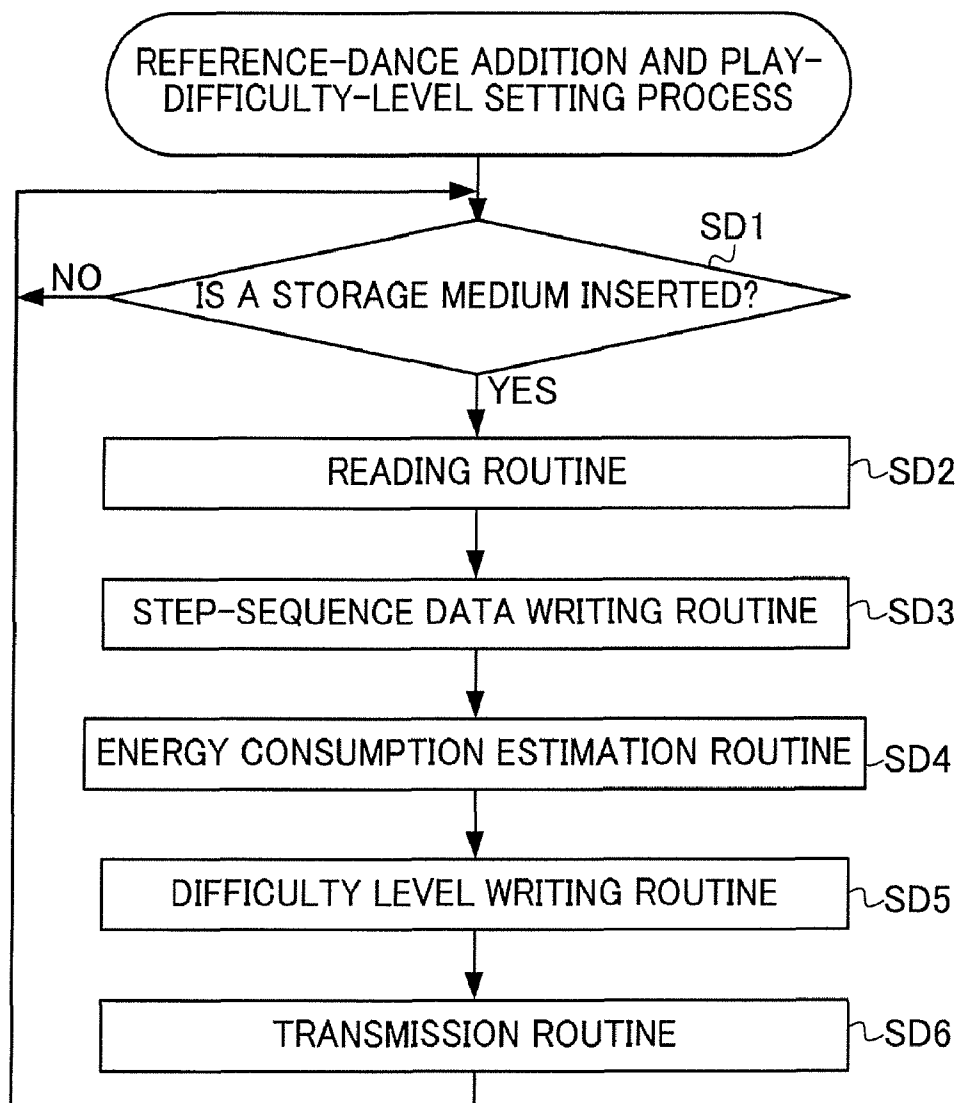 REFERENCE-DANCE ADDITION AND PLAY-
DIFFICULTY-LEVEL SETTING PROCESS
SD1
NO
IS A STORAGE MEDIUM INSERTED?
YES
READING ROUTINE
SD2
STEP-SEQUENCE DATA WRITING ROUTINE
SD3
ENERGY CONSUMPTION ESTIMATION ROUTINE
SD4
DIFFICULTY LEVEL WRITING ROUTINE
SD5
TRANSMISSION ROUTINE
SD6